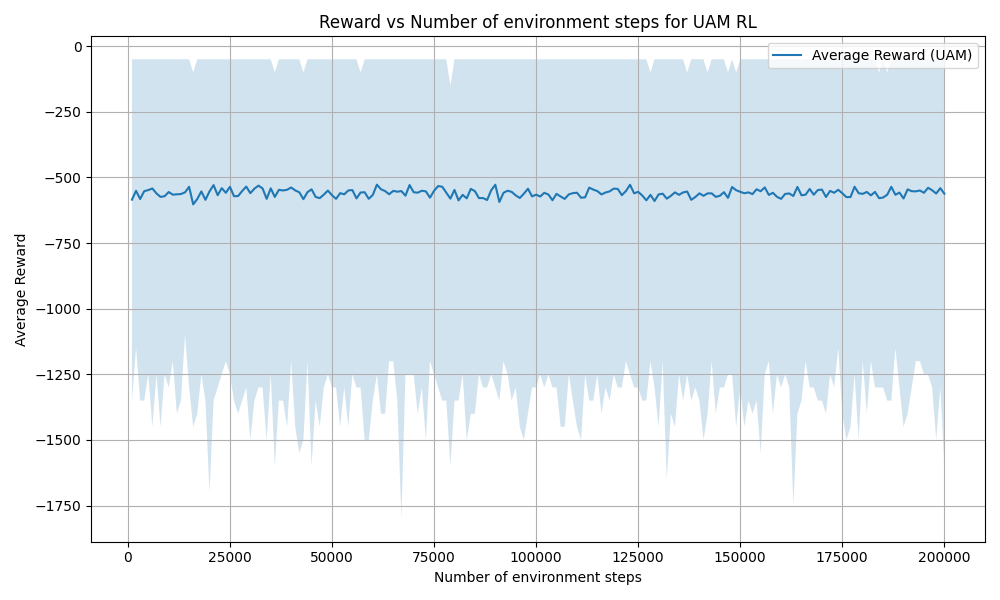 Reward vs Number of environment steps for UAM RL
Average Reward (UAM)
Average Reward
0
−250
−500
−750
−1000
−1250
−1500
−1750
0 25000 50000 75000 100000 125000 150000 175000 200000
Number of environment steps